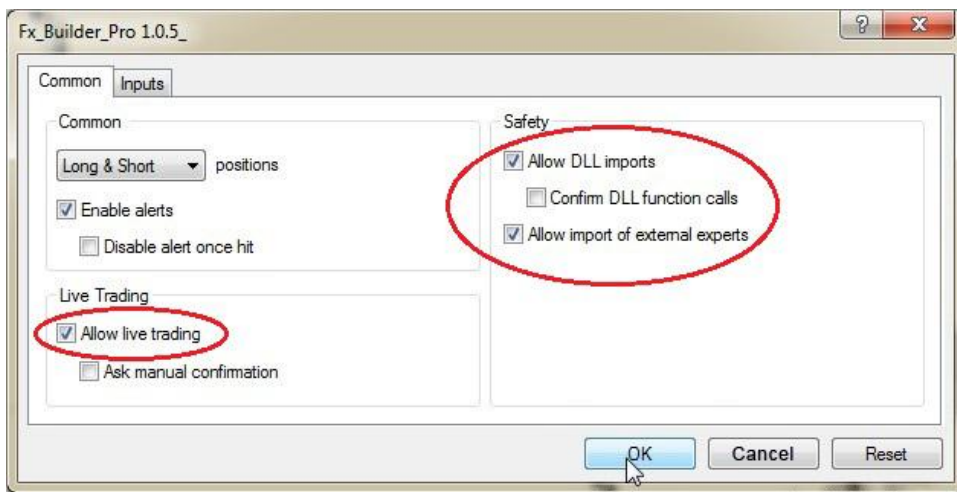 Fx_Builder_Pro 1.0.5_
Common
Inputs
Common
Long & Short
positions
Enable alerts
Disable alert once hit
Live Trading
Allow live trading
Ask manual confirmation
Safety
Allow DLL imports
Confirm DLL function calls
Allow import of external experts
OK
Cancel
Reset